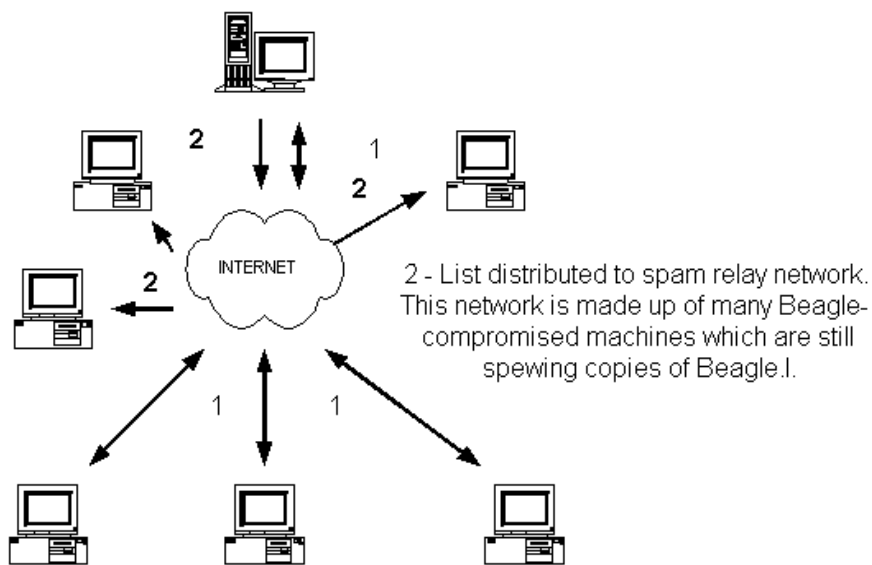 2
1
2
INTERNET
2
2 - List distributed to spam relay network.
This network is made up of many Beagle-
compromised machines which are still
spewing copies of Beagle.I.
1
1